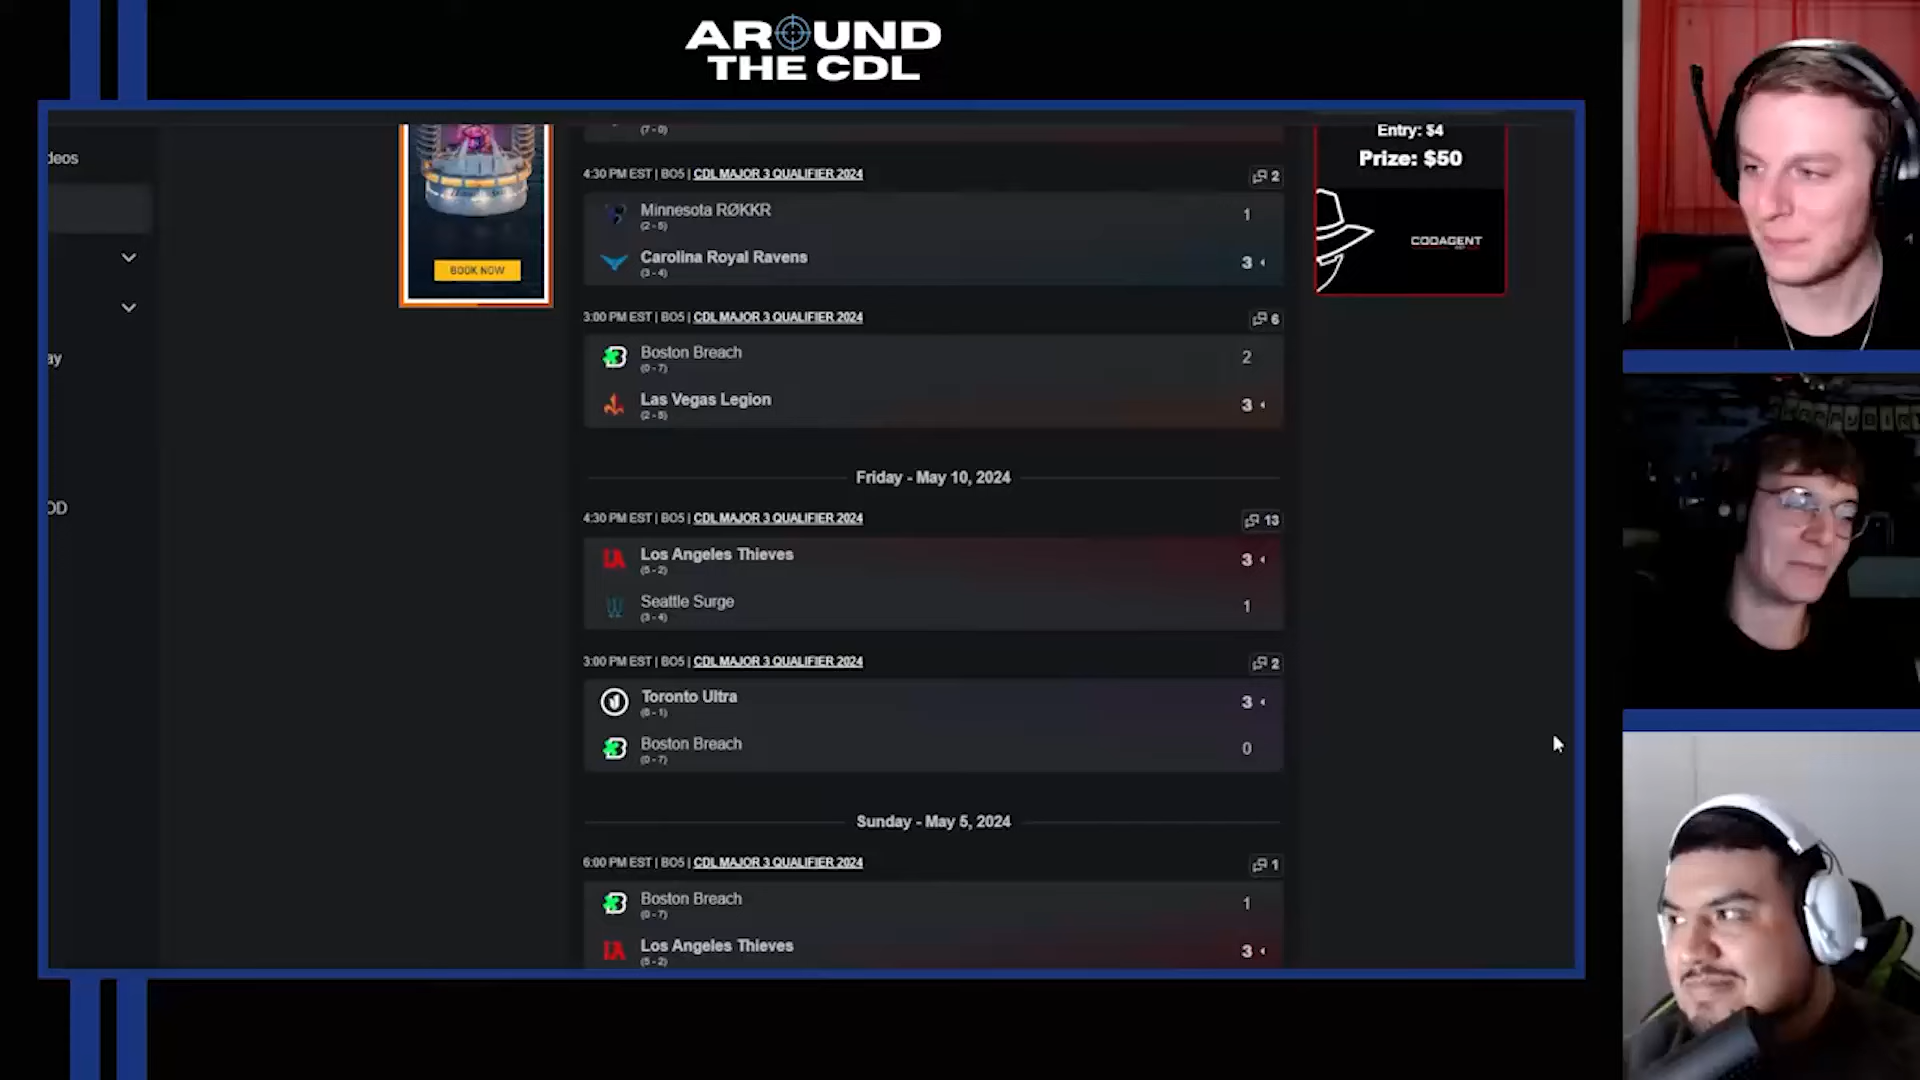 AROUND
THE CDL
deos
ay
OD
BOOK NOW
(7 - 0)
4:30 PM EST | BO5 | CDL MAJOR 3 QUALIFIER 2024
2
Minnesota RØKKR
1
(2 - 5)
Carolina Royal Ravens
3
(3 - 4)
3:00 PM EST | BO5 | CDL MAJOR 3 QUALIFIER 2024
6
Boston Breach
2
(0 - 7)
Las Vegas Legion
3
(2 - 5)
Friday - May 10, 2024
4:30 PM EST | BO5 | CDL MAJOR 3 QUALIFIER 2024
13
Los Angeles Thieves
3
(5 - 2)
Seattle Surge
1
(3 - 4)
3:00 PM EST | BO5 | CDL MAJOR 3 QUALIFIER 2024
2
Toronto Ultra
3
(6 - 1)
Boston Breach
0
(0 - 7)
Sunday - May 5, 2024
6:00 PM EST | BO5 | CDL MAJOR 3 QUALIFIER 2024
1
Boston Breach
1
(0 - 7)
Los Angeles Thieves
3
(5 - 2)
Entry: $4
Prize: $50
CODAGENT